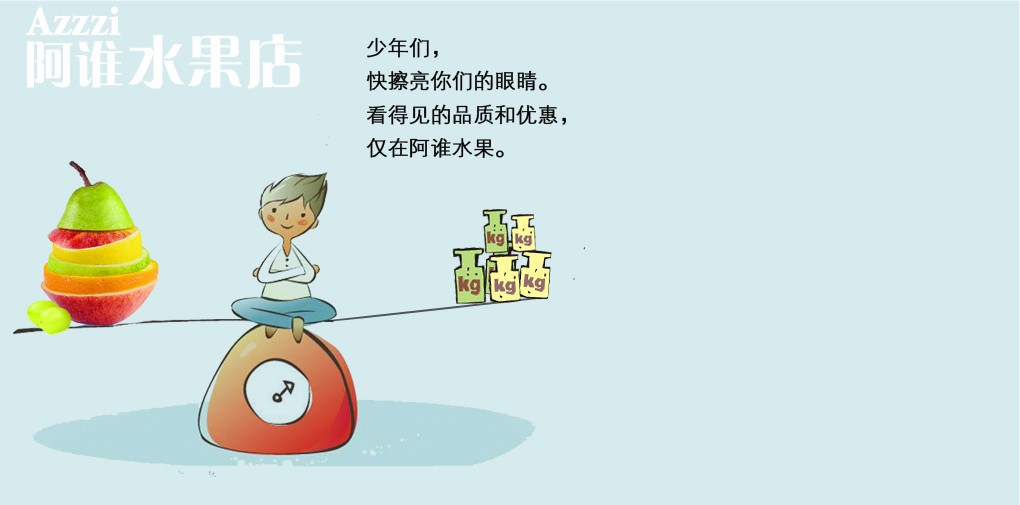 Azzzi
阿谁水果店
少年们，
快擦亮你们的眼睛。
看得见的品质和优惠，
仅在阿谁水果。
kg kg
kg kg kg